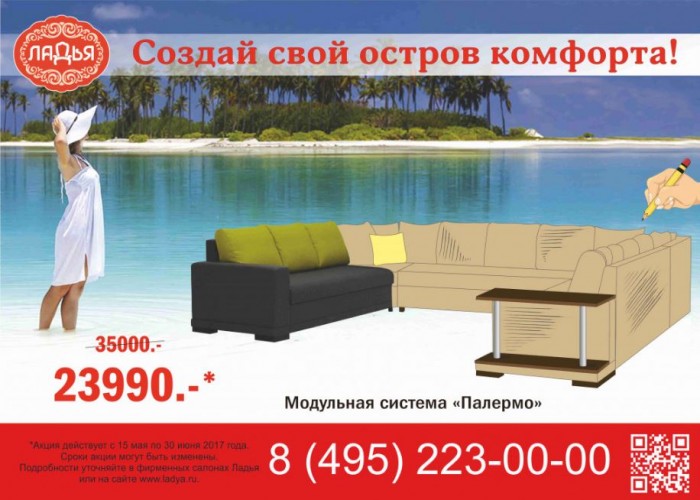 ЛАДЬЯ
Создай свой остров комфорта!
35000.-
23990.-*
Модульная система «Палермо»
*Акция действует с 15 мая по 30 июня 2017 года.
Сроки акции могут быть изменены.
Подробности уточняйте в фирменных салонах Ладья
или на сайте www.ladya.ru.
8 (495) 223-00-00